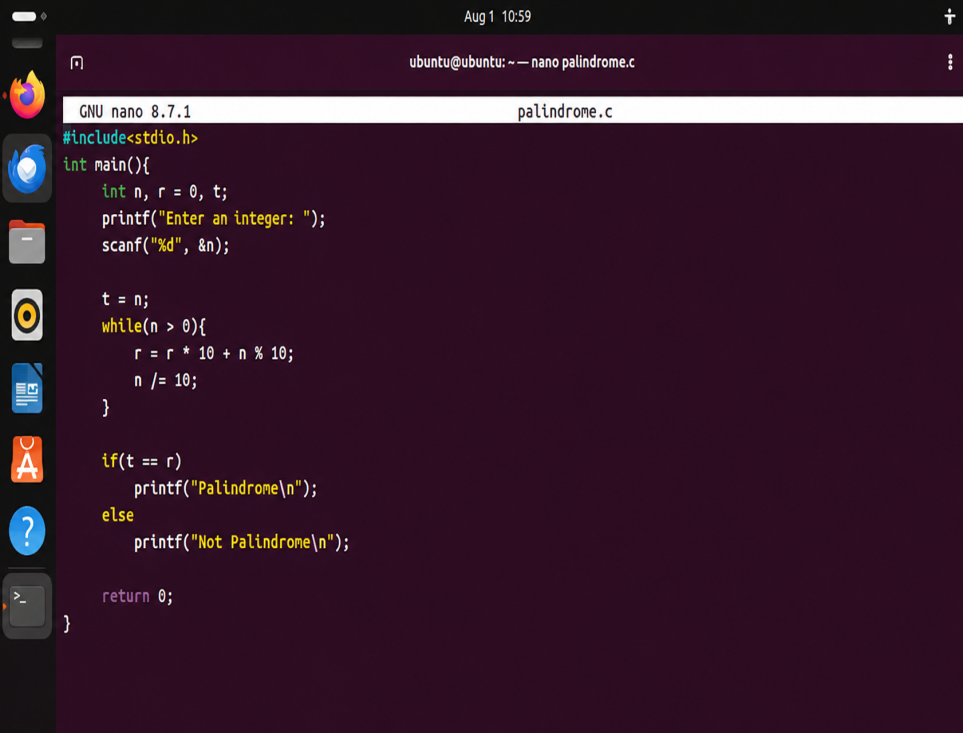 Aug 1 10:59
ubuntu@ubuntu: ~ — nano palindrome.c
GNU nano 8.7.1 palindrome.c
#include<stdio.h>
int main(){
     int n, r = 0, t;
     printf("Enter an integer: ");
     scanf("%d", &n);

     t = n;
     while(n > 0){
         r = r * 10 + n % 10;
         n /= 10;
     }

     if(t == r)
         printf("Palindrome\n");
     else
         printf("Not Palindrome\n");

     return 0;
}